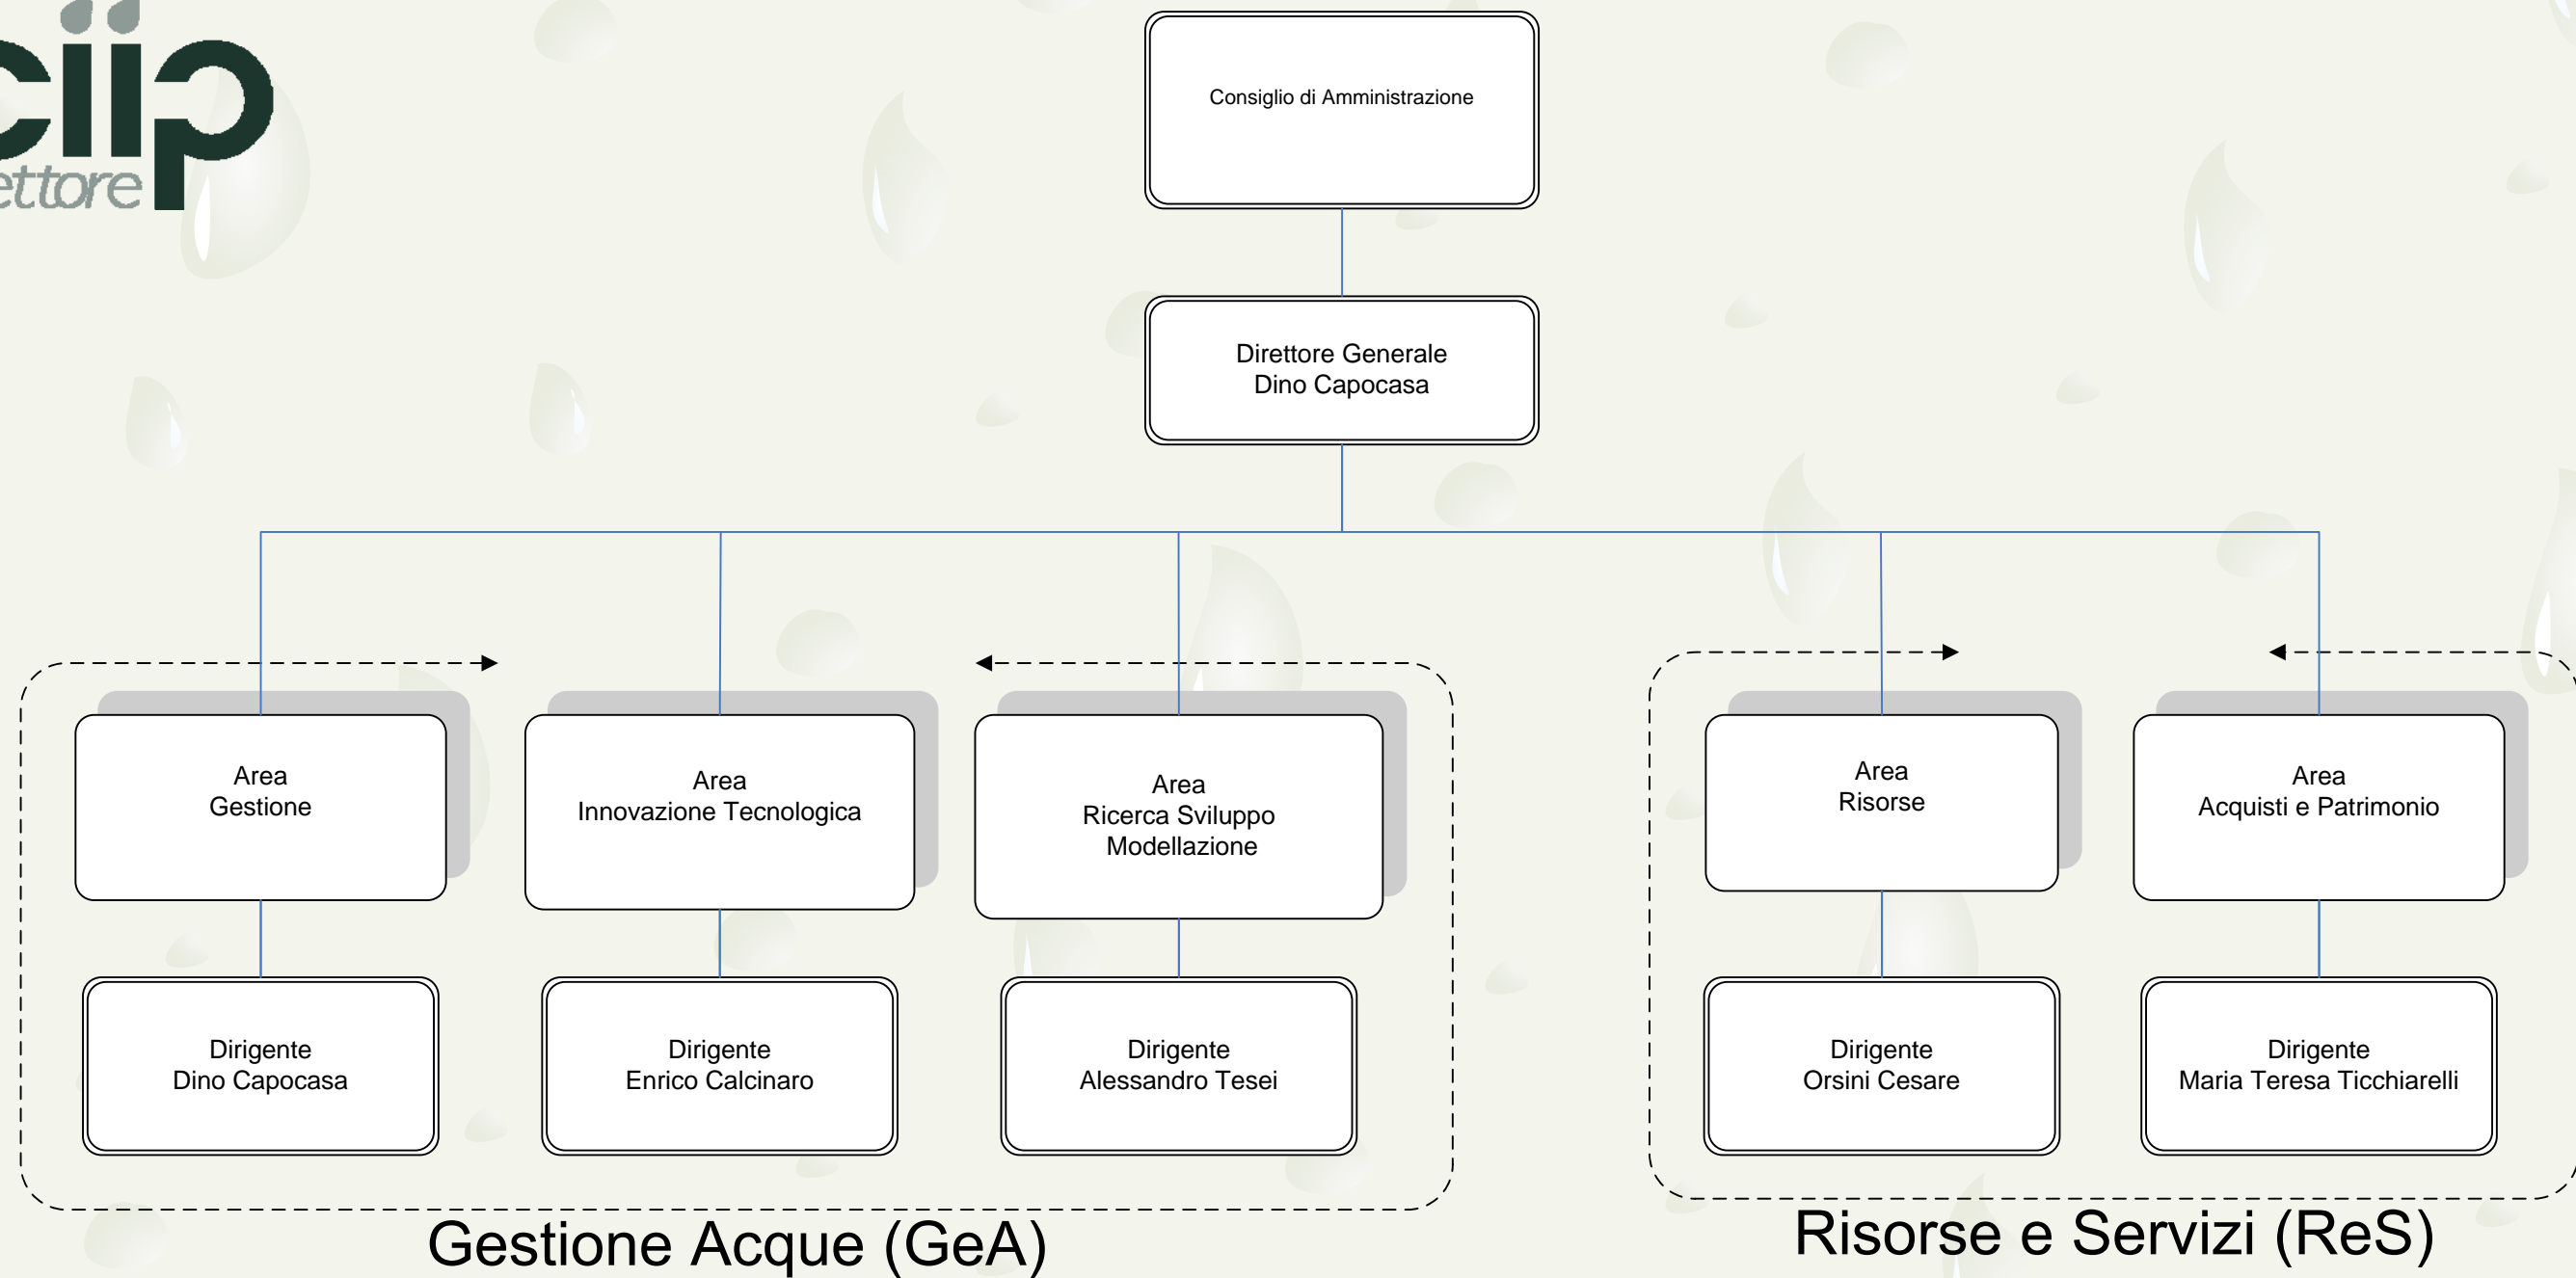 ciip
Consiglio di Amministrazione
Direttore Generale
Dino Capocasa
Area
Gestione
Area
Innovazione Tecnologica
Area
Ricerca Sviluppo
Modellazione
Area
Risorse
Area
Acquisti e Patrimonio
Dirigente
Dino Capocasa
Dirigente
Enrico Calcinaro
Dirigente
Alessandro Tesei
Dirigente
Orsini Cesare
Dirigente
Maria Teresa Ticchiarelli
Gestione Acque (GeA)
Risorse e Servizi (ReS)